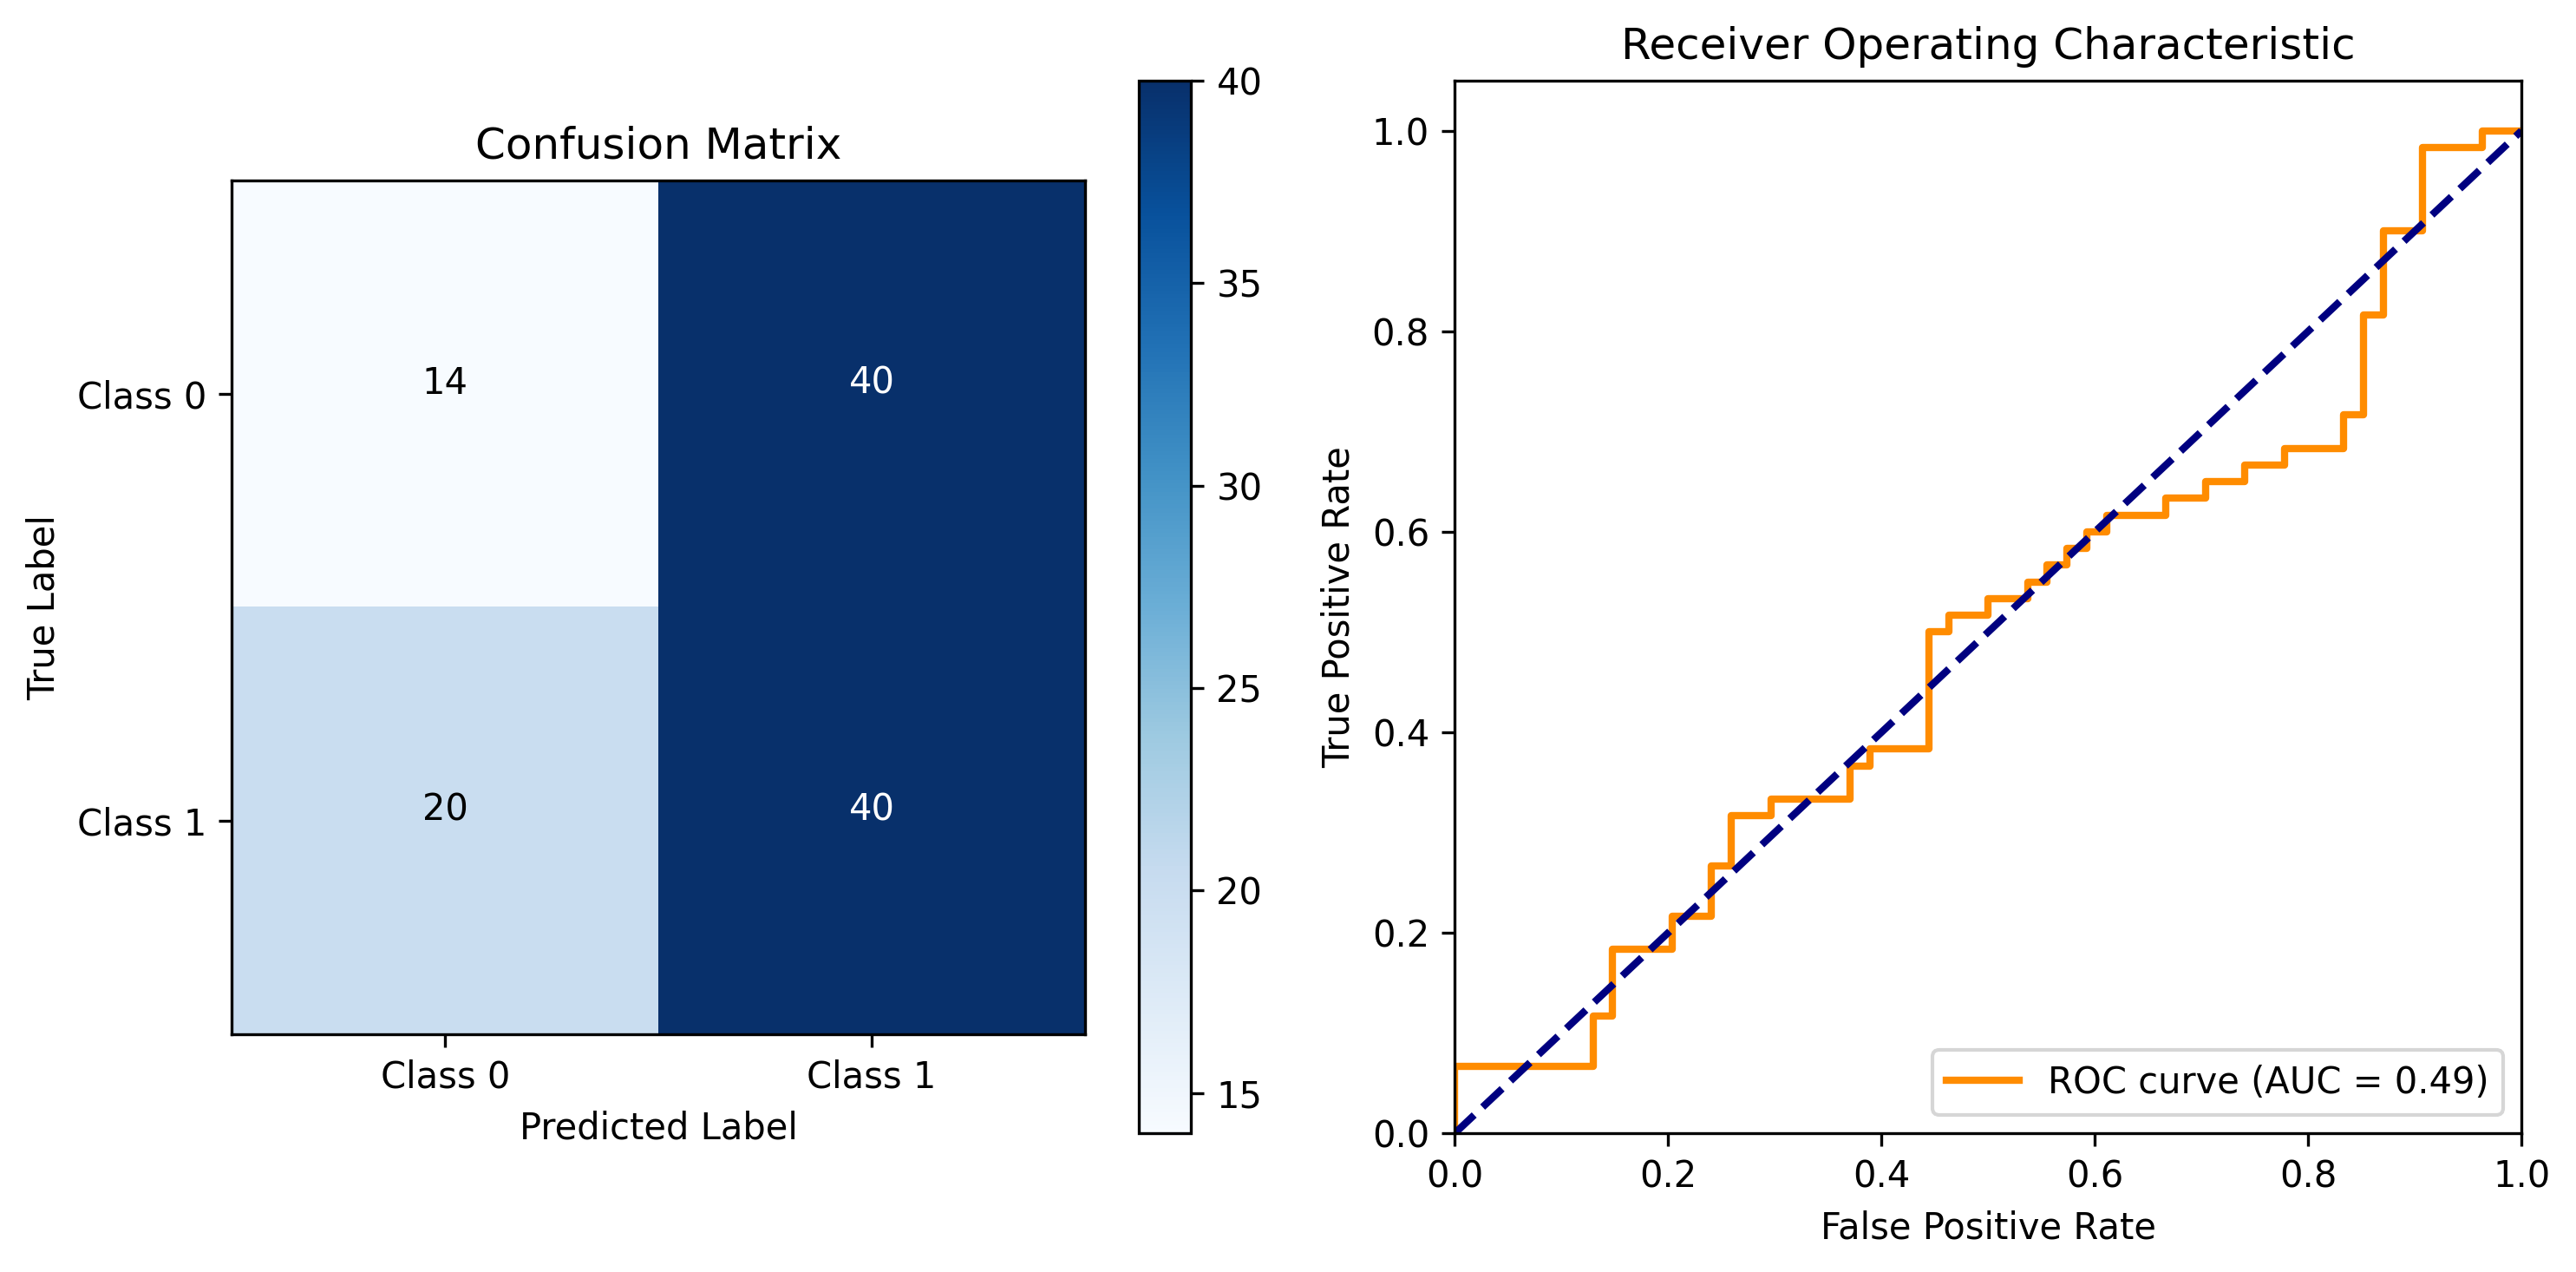 Confusion Matrix
True Label
Class 0
Class 1
14
40
20
40
Class 0
Class 1
Predicted Label
40
35
30
25
20
15
Receiver Operating Characteristic
True Positive Rate
1.0
0.8
0.6
0.4
0.2
0.0
ROC curve (AUC = 0.49)
0.0
0.2
0.4
0.6
0.8
1.0
False Positive Rate